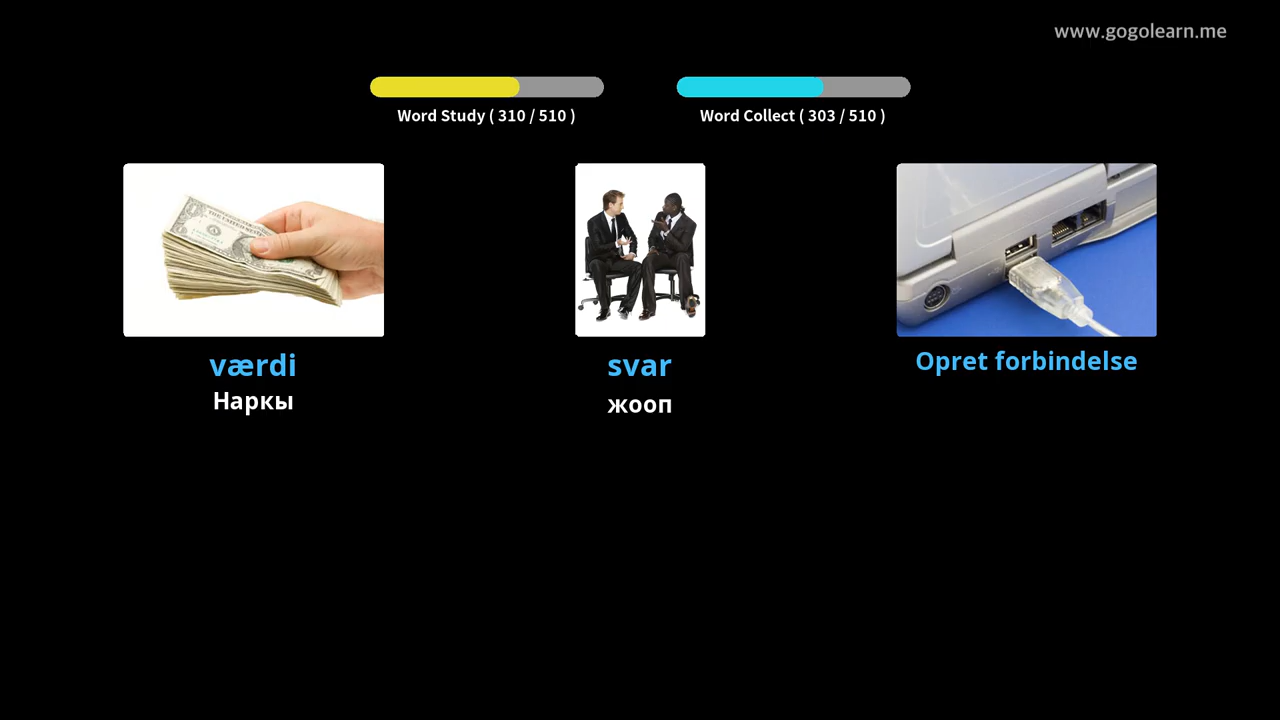 www.gogolearn.me
Word Study ( 310 / 510 )
Word Collect ( 303 / 510 )
værdi
Наркы
svar
жооп
Opret forbindelse